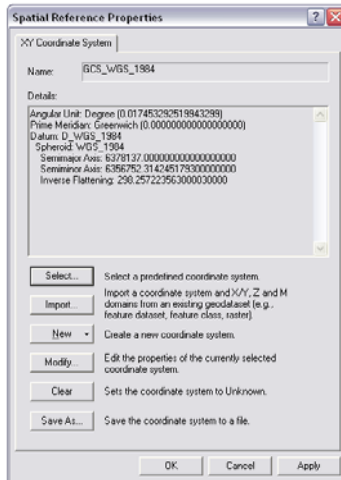 Spatial Reference Properties
XY Coordinate System
Name: GCS_WGS_1984
Details:
Angular Unit: Degree (0.017453292519943299)
Prime Meridian: Greenwich (0.000000000000000000)
Datum: D_WGS_1984
Spheroid: WGS_1984
Semimajor Axis: 6378137.000000000000000000
Semiminor Axis: 6356752.314245179300000000
Inverse Flattening: 298.257223563000030000
Select... Select a predefined coordinate system.
Import... Import a coordinate system and X/Y, Z and M
domains from an existing geodataset (e.g.,
feature dataset, feature class, raster).
New Create a new coordinate system.
Modify... Edit the properties of the currently selected
coordinate system.
Clear Sets the coordinate system to Unknown.
Save As... Save the coordinate system to a file.
OK Cancel Apply